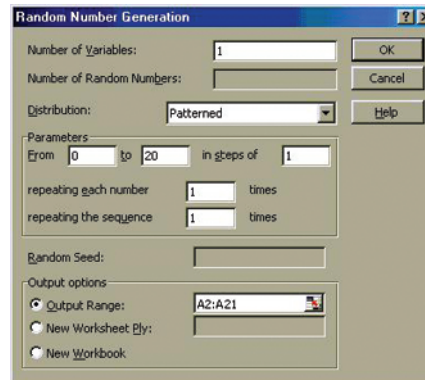 Random Number Generation
Number of Variables: 1 OK
Number of Random Numbers: Cancel
Distribution: Patterned Help
Parameters
From 0 to 20 in steps of 1
repeating each number 1 times
repeating the sequence 1 times
Random Seed:
Output options
Output Range: A2:A21
New Worksheet Ply:
New Workbook